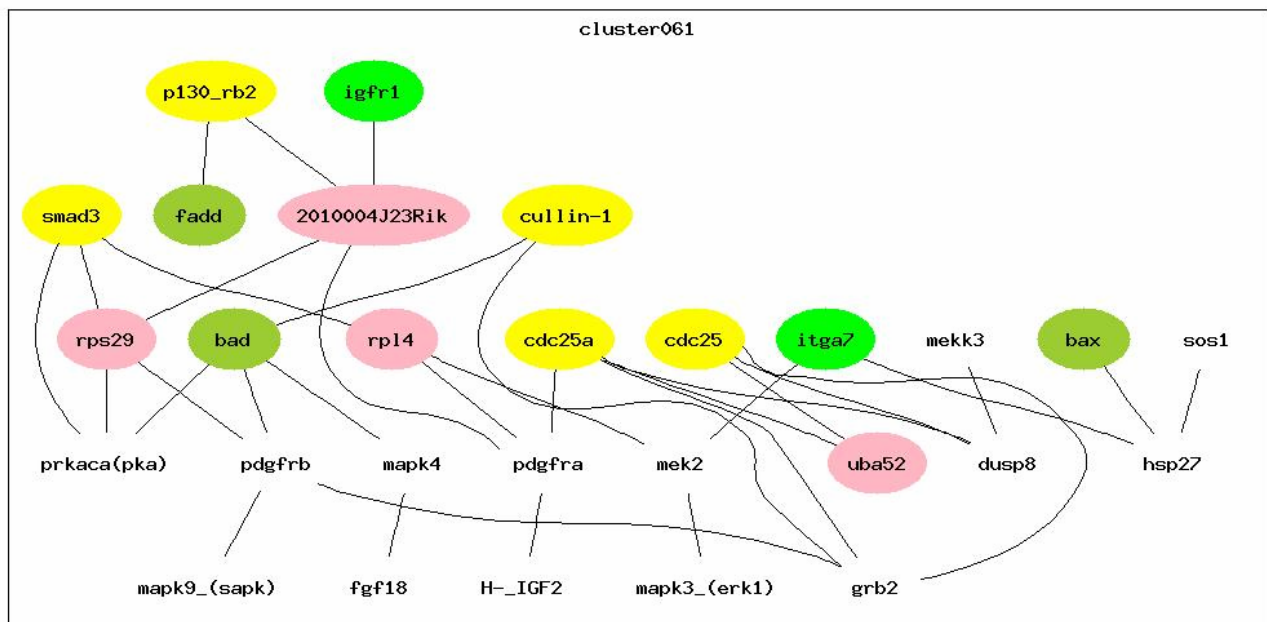 cluster061
p130_rb2 igfr1
smad3 fadd 2010004J23Rik cullin-1
rps29 bad rpl4 cdc25a cdc25 itga7 mekk3 bax sos1
prkaca(pka) pdgfrb mapk4 pdgfra mek2 uba52 dusp8 hsp27
mapk9_(sapk) fgf18 H-_IGF2 mapk3_(erk1) grb2